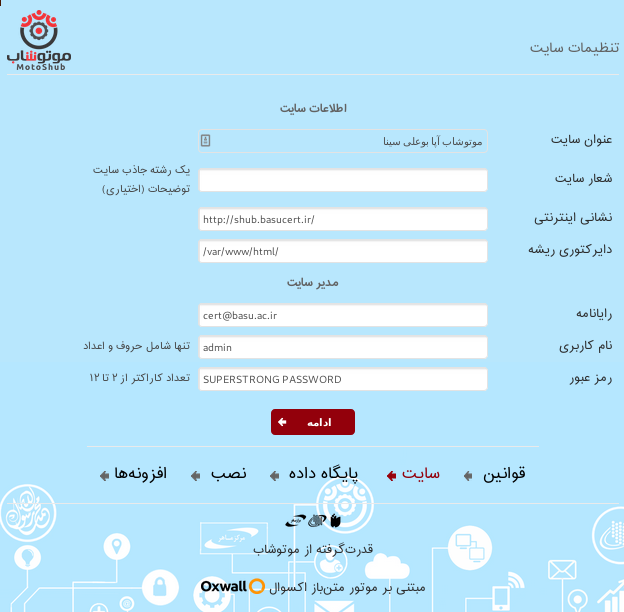 موتوشاب
MotoShub
تنظیمات سایت
اطلاعات سایت
عنوان سایت
موتوشاب آپا بوعلی سینا
شعار سایت
یک رشته جذب سایت
توضیحات (اختیاری)
نشانی اینترنتی
http://shub.basucert.ir/
دایرکتوری ریشه
/var/www/html/
مدیر سایت
رایانامه
cert@basu.ac.ir
نام کاربری
admin
تنها شامل حروف و اعداد
رمز عبور
SUPERSTRONG PASSWORD
تعداد کاراکتر از ۲ تا ۱۲
ادامه
قوانین سایت پایگاه داده نصب افزونه‌ها
قدرت‌گرفته از موتوشاب
مبتنی بر موتور متن‌باز اکسوال Oxwall